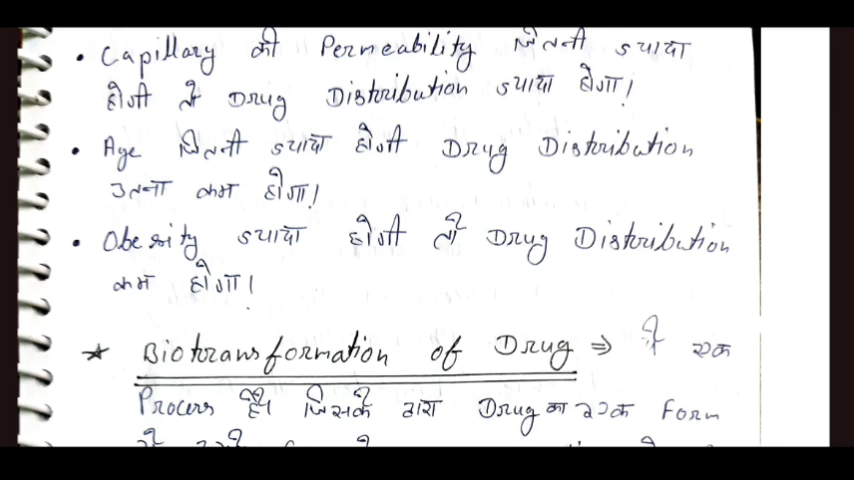 • Capillary की Permeability जितनी ज्यादा
होगी तो Drug Distribution ज्यादा होगा!
• Age जितनी ज्यादा होगी Drug Distribution
उतना कम होगा!
• Obesity ज्यादा होगी तो Drug Distribution
कम होगा!
* Biotransformation of Drug ⇒ ये एक
Process है। जिसके द्वारा Drug का एक Form